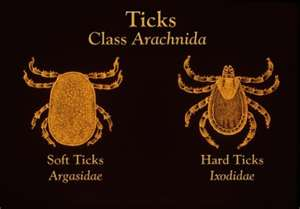 Ticks
Class Arachnida
Soft Ticks
Argasidae
Hard Ticks
Ixodidae